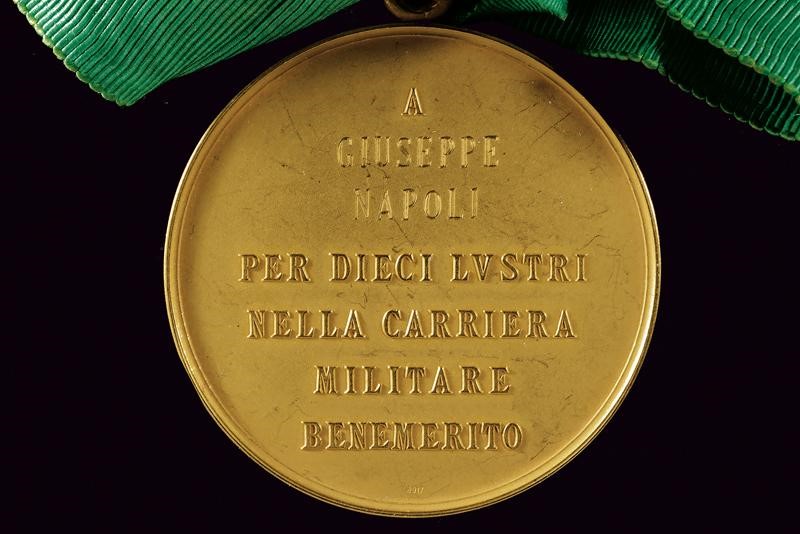 A
GIUSEPPE
NAPOLI
PER DIECI LVSTRI
NELLA CARRIERA
MILITARE
BENEMERITO